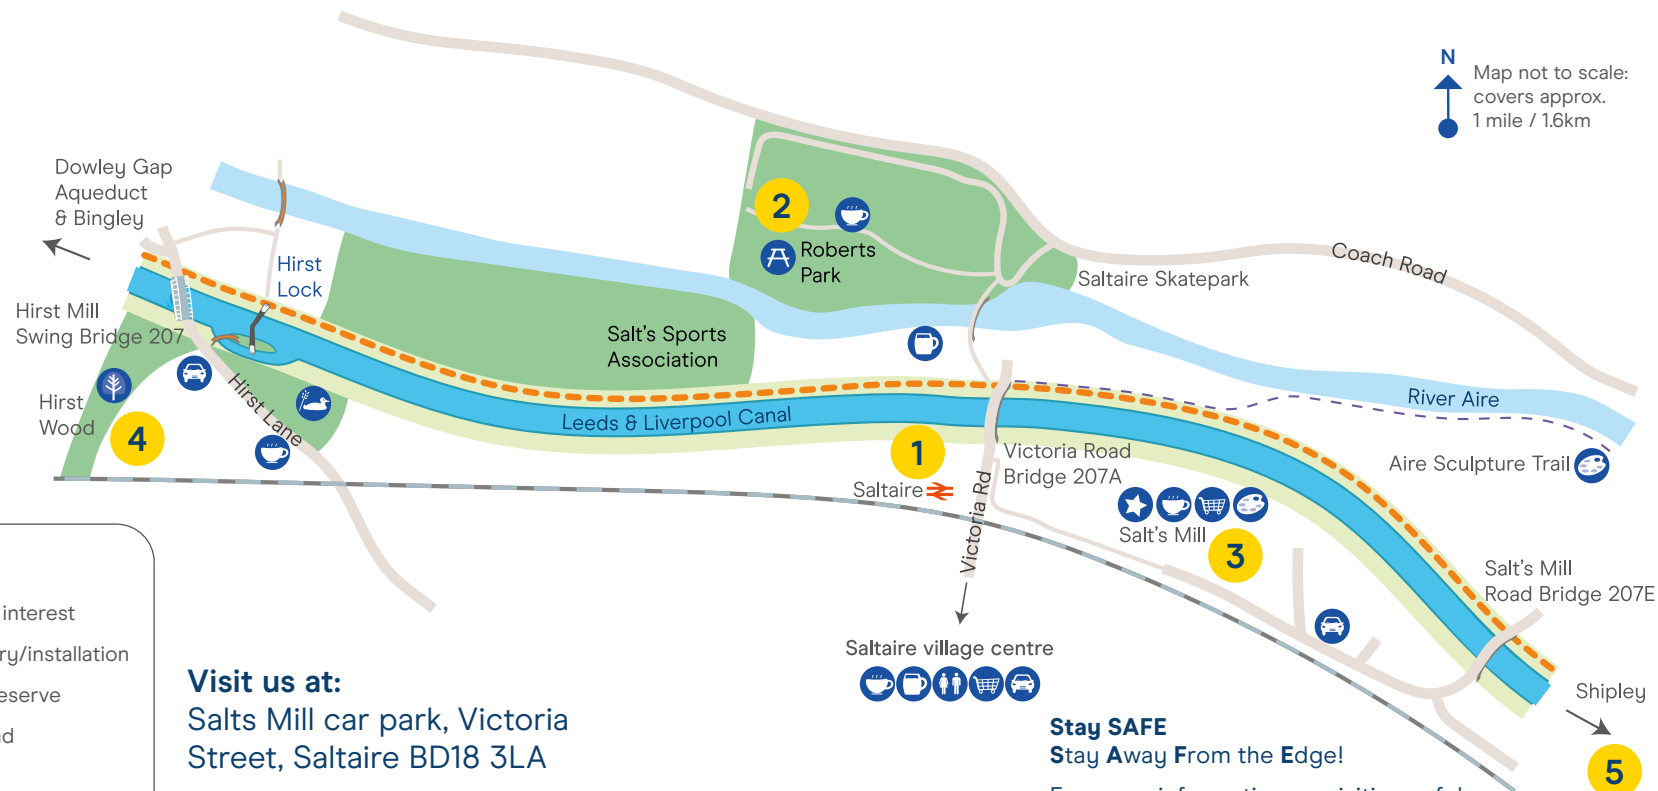 N
Map not to scale:
covers approx.
1 mile / 1.6km
Dowley Gap
Aqueduct
& Bingley
Hirst
Lock
Hirst Mill
Swing Bridge 207
Hirst
Wood
4
Hirst Lane
Salt's Sports
Association
2
Roberts
Park
Saltaire Skatepark
Coach Road
River Aire
Aire Sculpture Trail
Leeds & Liverpool Canal
1
Saltaire
Victoria Road
Bridge 207A
Victoria Rd
Salt's Mill
3
Salt's Mill
Road Bridge 207E
Saltaire village centre
Shipley
5
interest
ry/installation
eserve
d
Visit us at:
Salts Mill car park, Victoria
Street, Saltaire BD18 3LA
Stay SAFE
Stay Away From the Edge!